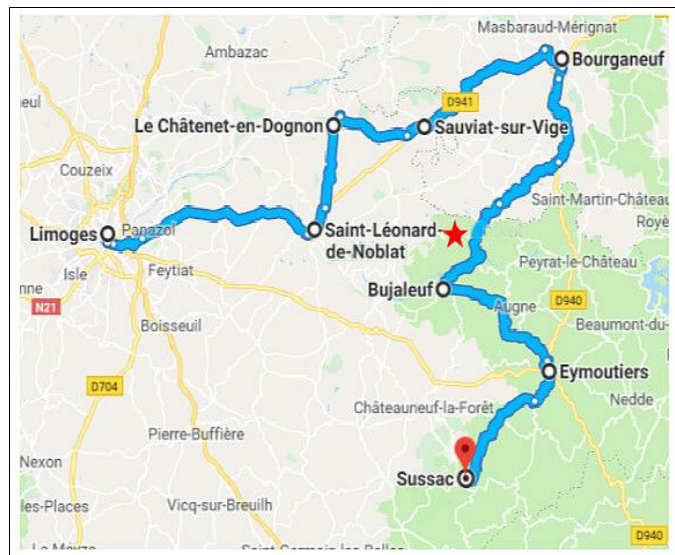 Masbaraud-Mérignat
Ambazac
Bourganeuf
D941
Le Châtenet-en-Dognon
Sauviat-sur-Vige
Couzeix
Saint-Martin-Château
Limoges
Panazol
Saint-Léonard-
de-Noblat
Roye
Isle
Feytiat
Peyrat-le-Château
Bujaleuf
N21
Augne
D940
Boisseuil
Beaumont-du-
Eymoutiers
D704
Châteauneuf-la-Forêt
Nedde
Pierre-Buffière
Nexon
Sussac
les-Places
Vicq-sur-Breuilh
D940